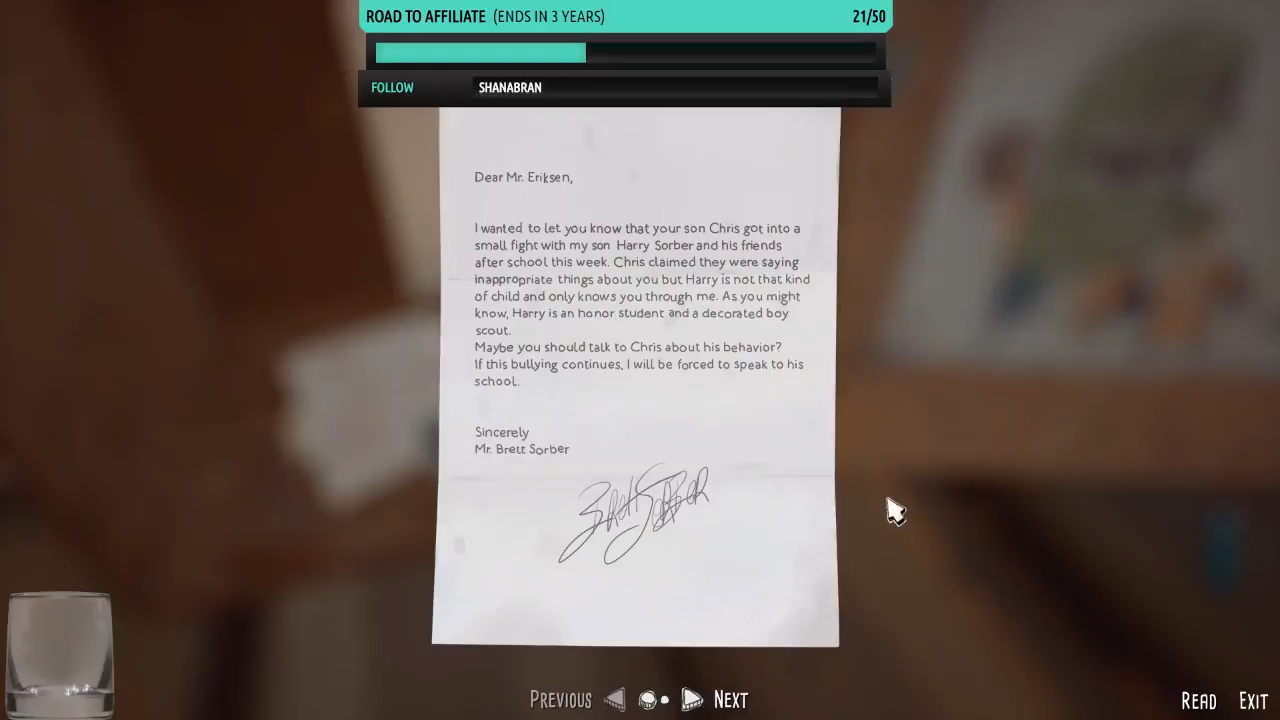 ROAD TO AFFILIATE (ENDS IN 3 YEARS) 21/50
FOLLOW SHANABRAN
Dear Mr. Eriksen,
I wanted to let you know that your son Chris got into a
small fight with my son Harry Sorber and his friends
after school this week. Chris claimed they were saying
inappropriate things about you but Harry is not that kind
of child and only knows you through me. As you might
know, Harry is an honor student and a decorated boy
scout.
Maybe you should talk to Chris about his behavior?
If this bullying continues, I will be forced to speak to his
school.
Sincerely
Mr. Brett Sorber
Brett Sorber
PREVIOUS NEXT
READ EXIT